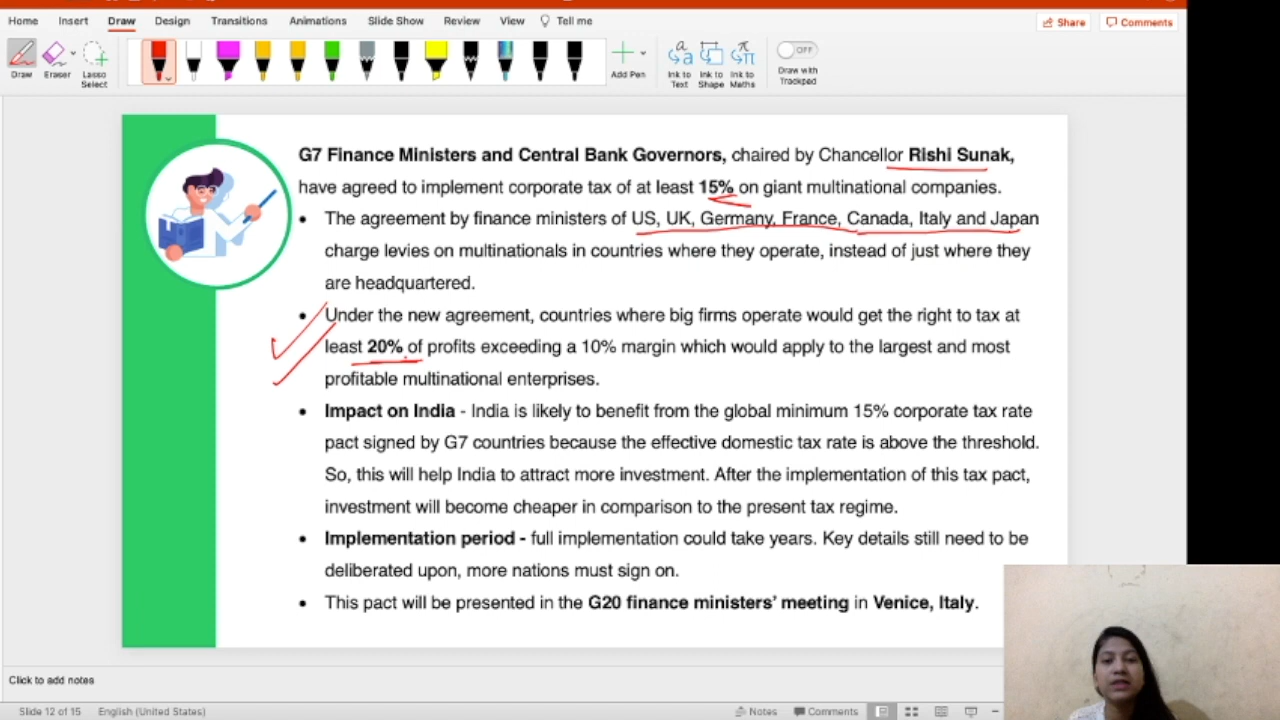 Home Insert Draw Design Transitions Animations Slide Show Review View Tell me Share Comments
Draw Eraser Lasso Select Add Pen Ink to Text Ink to Shape Ink to Maths OFF Draw with Trackpad
G7 Finance Ministers and Central Bank Governors, chaired by Chancellor Rishi Sunak,
have agreed to implement corporate tax of at least 15% on giant multinational companies.
• The agreement by finance ministers of US, UK, Germany, France, Canada, Italy and Japan
charge levies on multinationals in countries where they operate, instead of just where they
are headquartered.
• Under the new agreement, countries where big firms operate would get the right to tax at
least 20% of profits exceeding a 10% margin which would apply to the largest and most
profitable multinational enterprises.
• Impact on India - India is likely to benefit from the global minimum 15% corporate tax rate
pact signed by G7 countries because the effective domestic tax rate is above the threshold.
So, this will help India to attract more investment. After the implementation of this tax pact,
investment will become cheaper in comparison to the present tax regime.
• Implementation period - full implementation could take years. Key details still need to be
deliberated upon, more nations must sign on.
• This pact will be presented in the G20 finance ministers' meeting in Venice, Italy.
Click to add notes
Slide 12 of 15 English (United States) Notes Comments